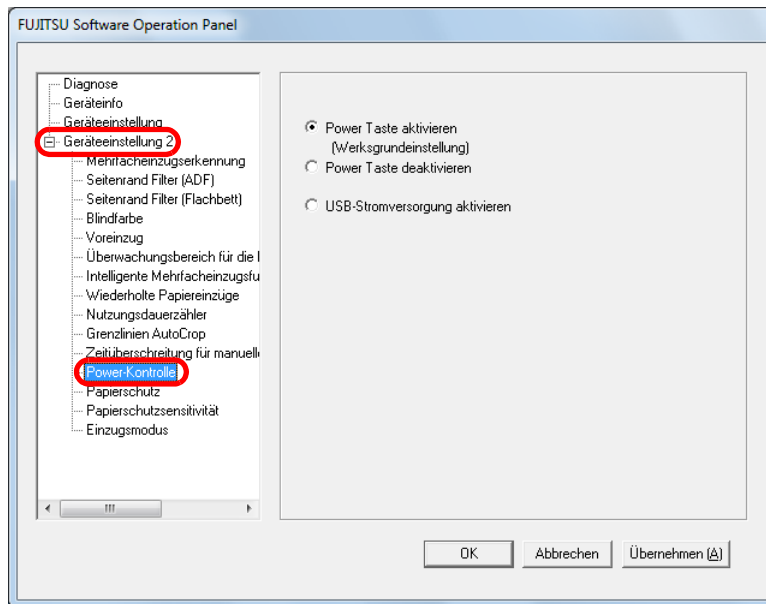 FUJITSU Software Operation Panel
Diagnose
Geräteinfo
Geräteeinstellung
Geräteeinstellung 2
Mehrfacheinzugserkennung
Seitenrand Filter (ADF)
Seitenrand Filter (Flachbett)
Blindfarbe
Voreinzug
Überwachungsbereich für die
Intelligente Mehrfacheinzugsfu
Wiederholte Papiereinzüge
Nutzungsdauerzähler
Grenzlinien AutoCrop
Zeitüberschreitung für manuell
Power-Kontrolle
Papierschutz
Papierschutzsensitivität
Einzugsmodus
Power Taste aktivieren
(Werksgrundeinstellung)
Power Taste deaktivieren
USB-Stromversorgung aktivieren
OK
Abbrechen
Übernehmen (A)